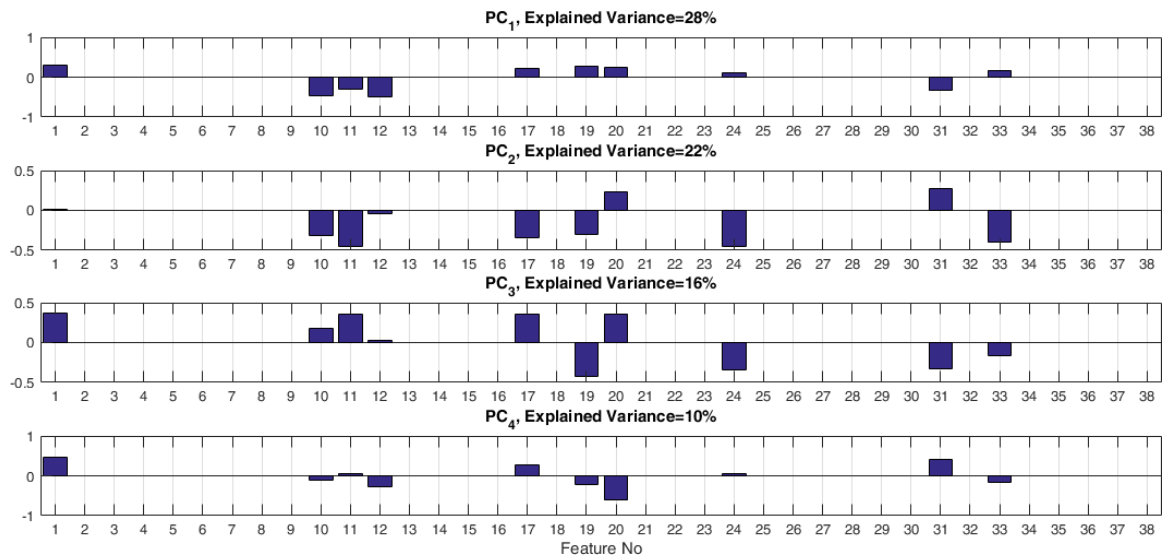 PC1, Explained Variance=28%
1
0
-1
1 2 3 4 5 6 7 8 9 10 11 12 13 14 15 16 17 18 19 20 21 22 23 24 25 26 27 28 29 30 31 32 33 34 35 36 37 38
PC2, Explained Variance=22%
0.5
0
-0.5
1 2 3 4 5 6 7 8 9 10 11 12 13 14 15 16 17 18 19 20 21 22 23 24 25 26 27 28 29 30 31 32 33 34 35 36 37 38
PC3, Explained Variance=16%
0.5
0
-0.5
1 2 3 4 5 6 7 8 9 10 11 12 13 14 15 16 17 18 19 20 21 22 23 24 25 26 27 28 29 30 31 32 33 34 35 36 37 38
PC4, Explained Variance=10%
1
0
-1
1 2 3 4 5 6 7 8 9 10 11 12 13 14 15 16 17 18 19 20 21 22 23 24 25 26 27 28 29 30 31 32 33 34 35 36 37 38
Feature No